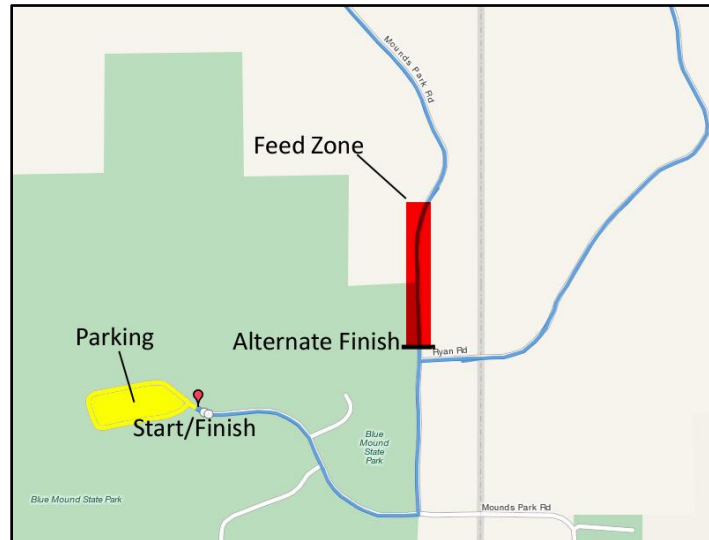 Mounds Park Rd
Feed Zone
Parking
Alternate Finish
Ryan Rd
Start/Finish
Blue
Mound
State
Park
Blue Mound State Park
Mounds Park Rd